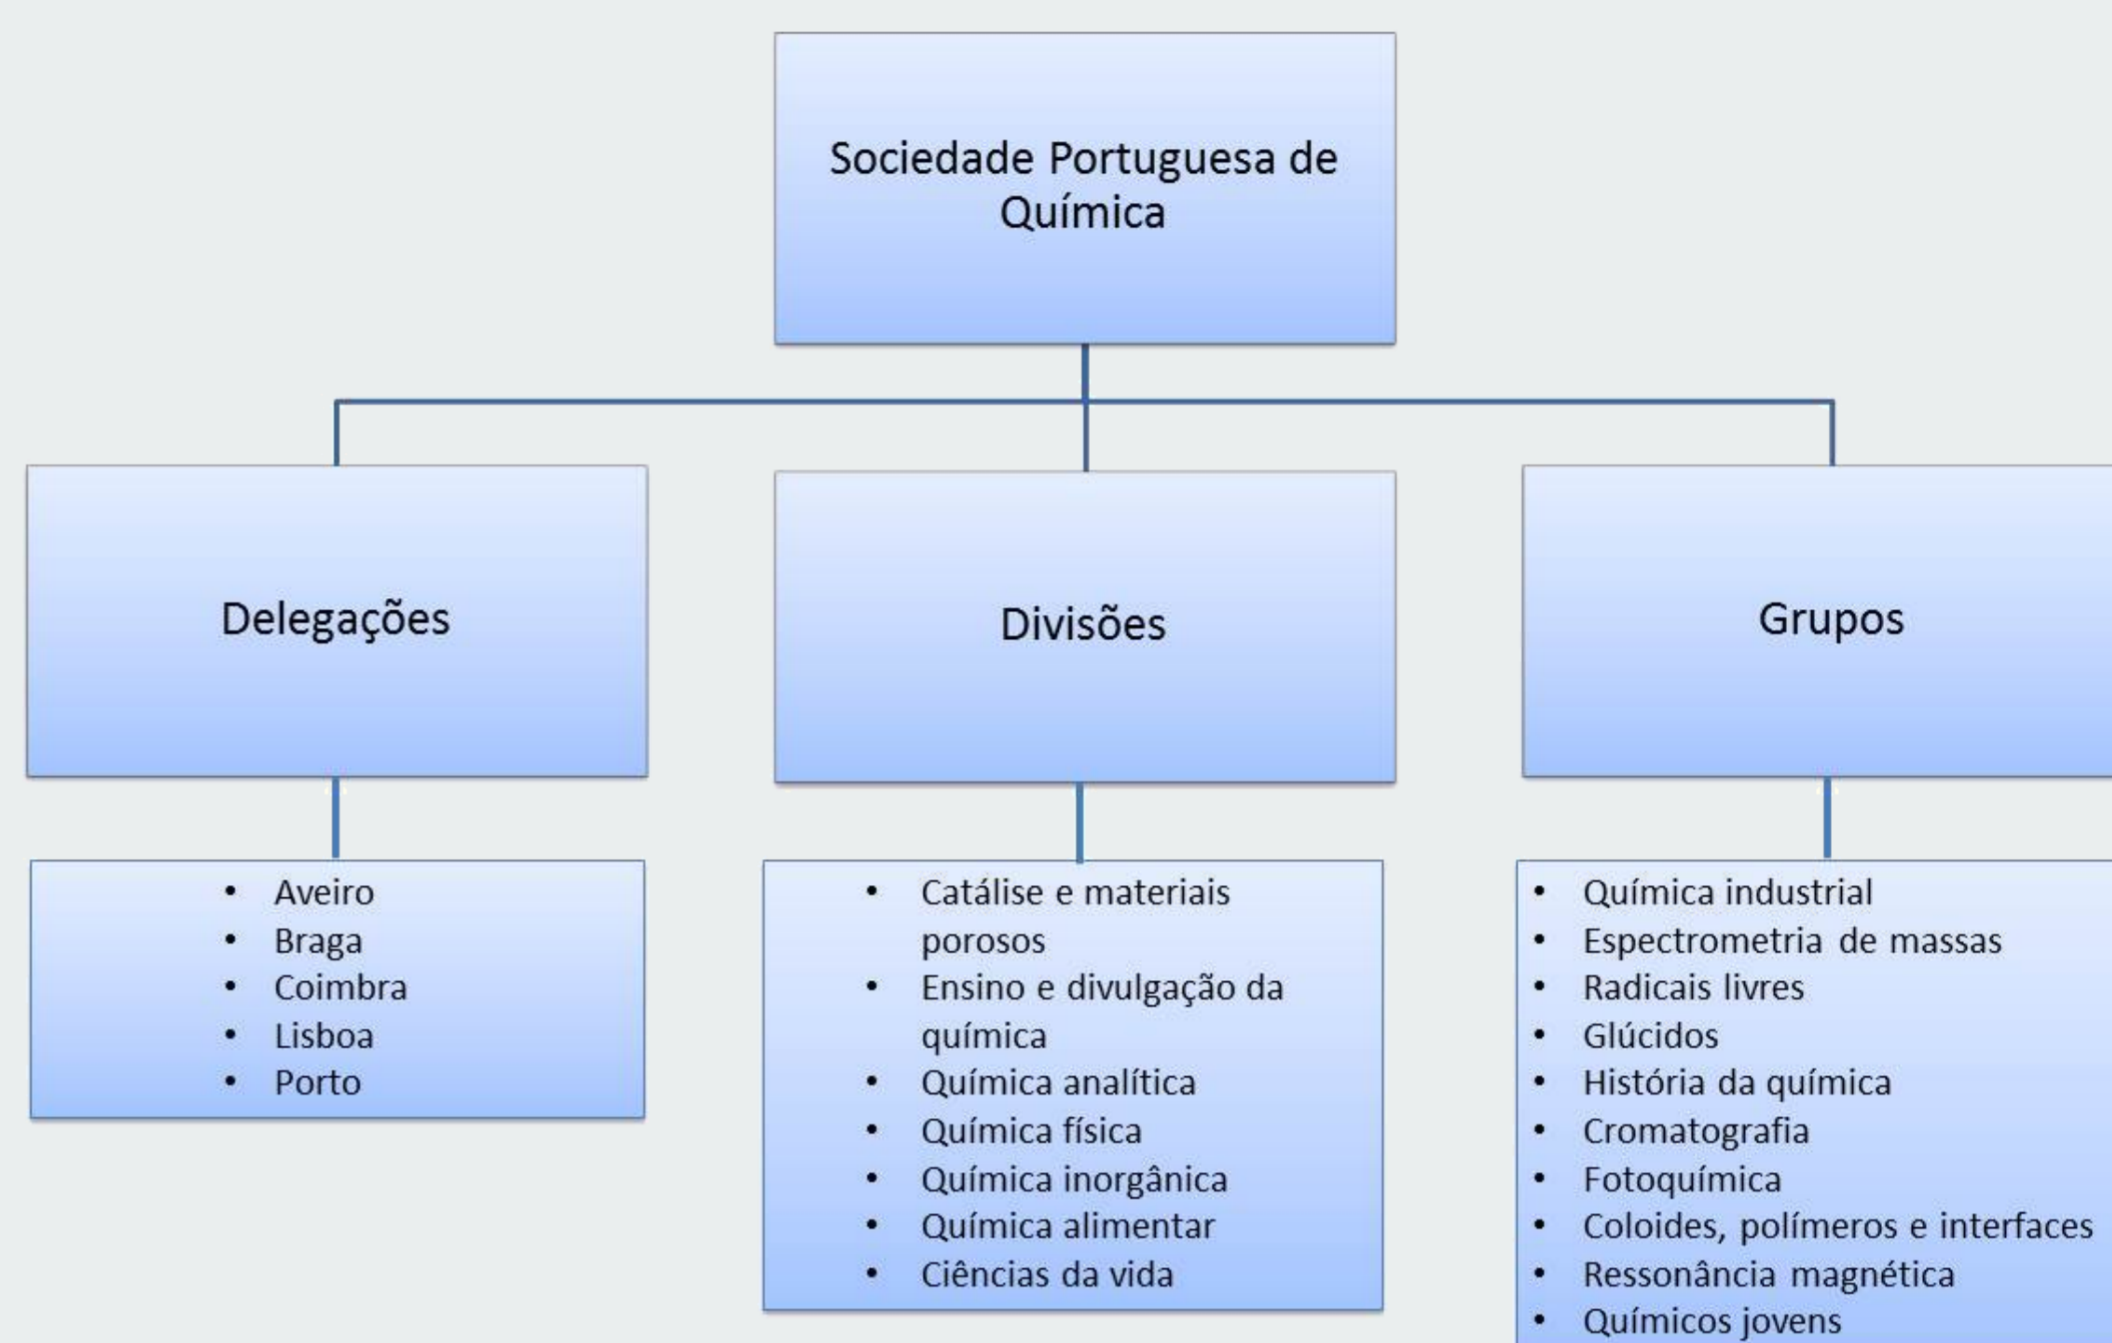 Sociedade Portuguesa de
Química
Delegações
Divisões
Grupos
• Aveiro
• Braga
• Coimbra
• Lisboa
• Porto
• Catálise e materiais
porosos
• Ensino e divulgação da
química
• Química analítica
• Química física
• Química inorgânica
• Química alimentar
• Ciências da vida
• Química industrial
• Espectrometria de massas
• Radicais livres
• Glúcidos
• História da química
• Cromatografia
• Fotoquímica
• Coloides, polímeros e interfaces
• Ressonância magnética
• Químicos jovens